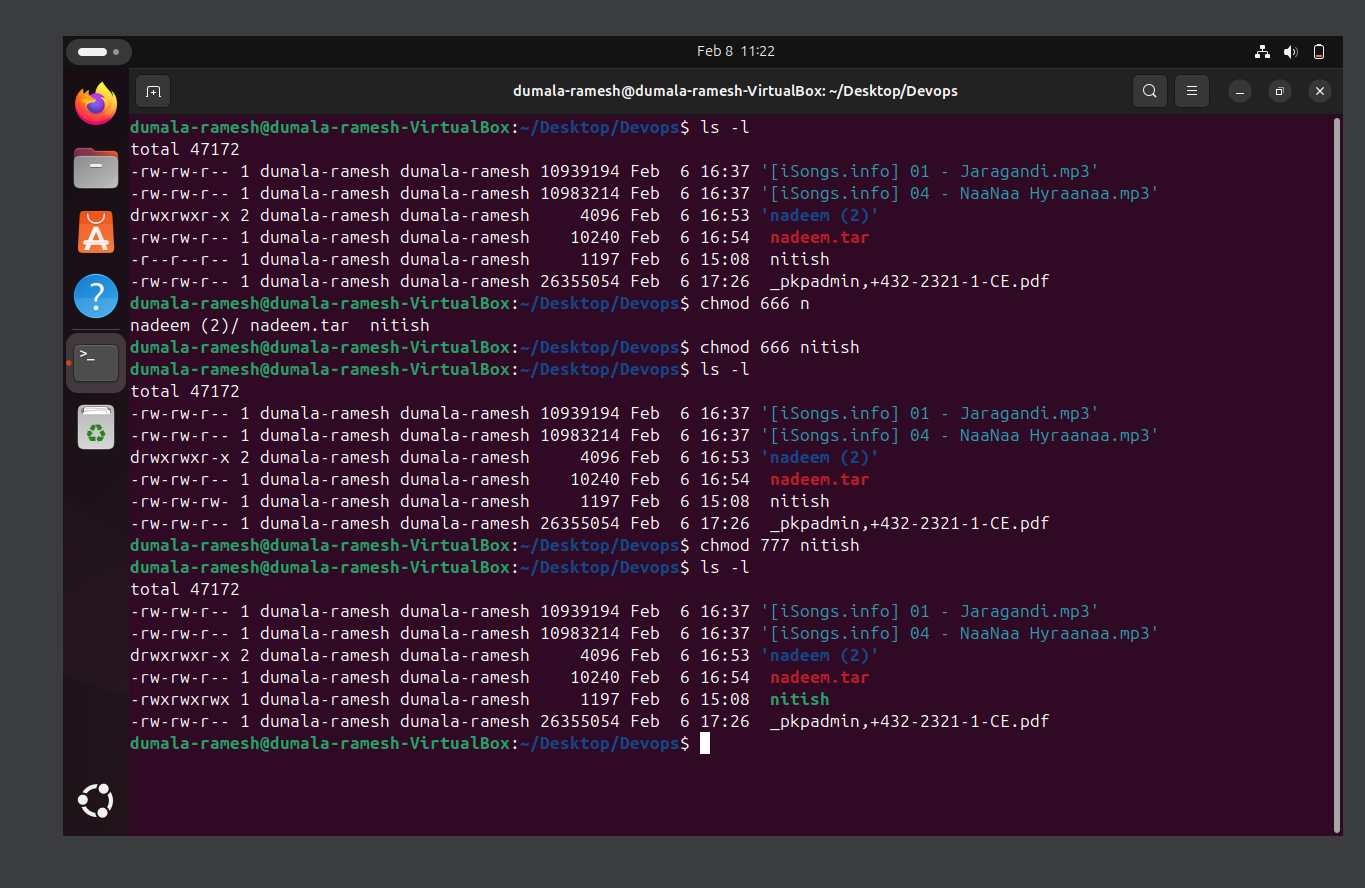 Feb 8 11:22
dumala-ramesh@dumala-ramesh-VirtualBox: ~/Desktop/Devops
dumala-ramesh@dumala-ramesh-VirtualBox:~/Desktop/Devops$ ls -l
total 47172
-rw-rw-r-- 1 dumala-ramesh dumala-ramesh 10939194 Feb  6 16:37 '[iSongs.info] 01 - Jaragandi.mp3'
-rw-rw-r-- 1 dumala-ramesh dumala-ramesh 10983214 Feb  6 16:37 '[iSongs.info] 04 - NaaNaa Hyraanaa.mp3'
drwxrwxr-x 2 dumala-ramesh dumala-ramesh     4096 Feb  6 16:53 'nadeem (2)'
-rw-rw-r-- 1 dumala-ramesh dumala-ramesh    10240 Feb  6 16:54  nadeem.tar
-r--r--r-- 1 dumala-ramesh dumala-ramesh     1197 Feb  6 15:08  nitish
-rw-rw-r-- 1 dumala-ramesh dumala-ramesh 26355054 Feb  6 17:26  _pkpadmin,+432-2321-1-CE.pdf
dumala-ramesh@dumala-ramesh-VirtualBox:~/Desktop/Devops$ chmod 666 n
nadeem (2)/ nadeem.tar  nitish
dumala-ramesh@dumala-ramesh-VirtualBox:~/Desktop/Devops$ chmod 666 nitish
dumala-ramesh@dumala-ramesh-VirtualBox:~/Desktop/Devops$ ls -l
total 47172
-rw-rw-r-- 1 dumala-ramesh dumala-ramesh 10939194 Feb  6 16:37 '[iSongs.info] 01 - Jaragandi.mp3'
-rw-rw-r-- 1 dumala-ramesh dumala-ramesh 10983214 Feb  6 16:37 '[iSongs.info] 04 - NaaNaa Hyraanaa.mp3'
drwxrwxr-x 2 dumala-ramesh dumala-ramesh     4096 Feb  6 16:53 'nadeem (2)'
-rw-rw-r-- 1 dumala-ramesh dumala-ramesh    10240 Feb  6 16:54  nadeem.tar
-rw-rw-rw- 1 dumala-ramesh dumala-ramesh     1197 Feb  6 15:08  nitish
-rw-rw-r-- 1 dumala-ramesh dumala-ramesh 26355054 Feb  6 17:26  _pkpadmin,+432-2321-1-CE.pdf
dumala-ramesh@dumala-ramesh-VirtualBox:~/Desktop/Devops$ chmod 777 nitish
dumala-ramesh@dumala-ramesh-VirtualBox:~/Desktop/Devops$ ls -l
total 47172
-rw-rw-r-- 1 dumala-ramesh dumala-ramesh 10939194 Feb  6 16:37 '[iSongs.info] 01 - Jaragandi.mp3'
-rw-rw-r-- 1 dumala-ramesh dumala-ramesh 10983214 Feb  6 16:37 '[iSongs.info] 04 - NaaNaa Hyraanaa.mp3'
drwxrwxr-x 2 dumala-ramesh dumala-ramesh     4096 Feb  6 16:53 'nadeem (2)'
-rw-rw-r-- 1 dumala-ramesh dumala-ramesh    10240 Feb  6 16:54  nadeem.tar
-rwxrwxrwx 1 dumala-ramesh dumala-ramesh     1197 Feb  6 15:08  nitish
-rw-rw-r-- 1 dumala-ramesh dumala-ramesh 26355054 Feb  6 17:26  _pkpadmin,+432-2321-1-CE.pdf
dumala-ramesh@dumala-ramesh-VirtualBox:~/Desktop/Devops$